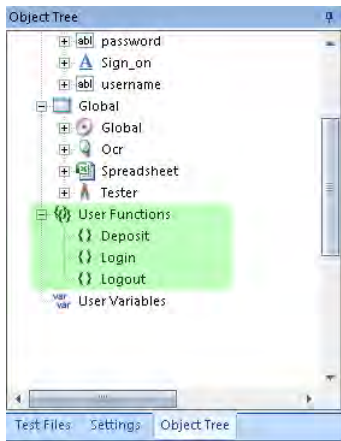 Object Tree
abl password
A Sign_on
abl username
Global
Global
Ocr
Spreadsheet
Tester
{()} User Functions
{} Deposit
{} Login
{} Logout
var var User Variables
Test Files Settings Object Tree